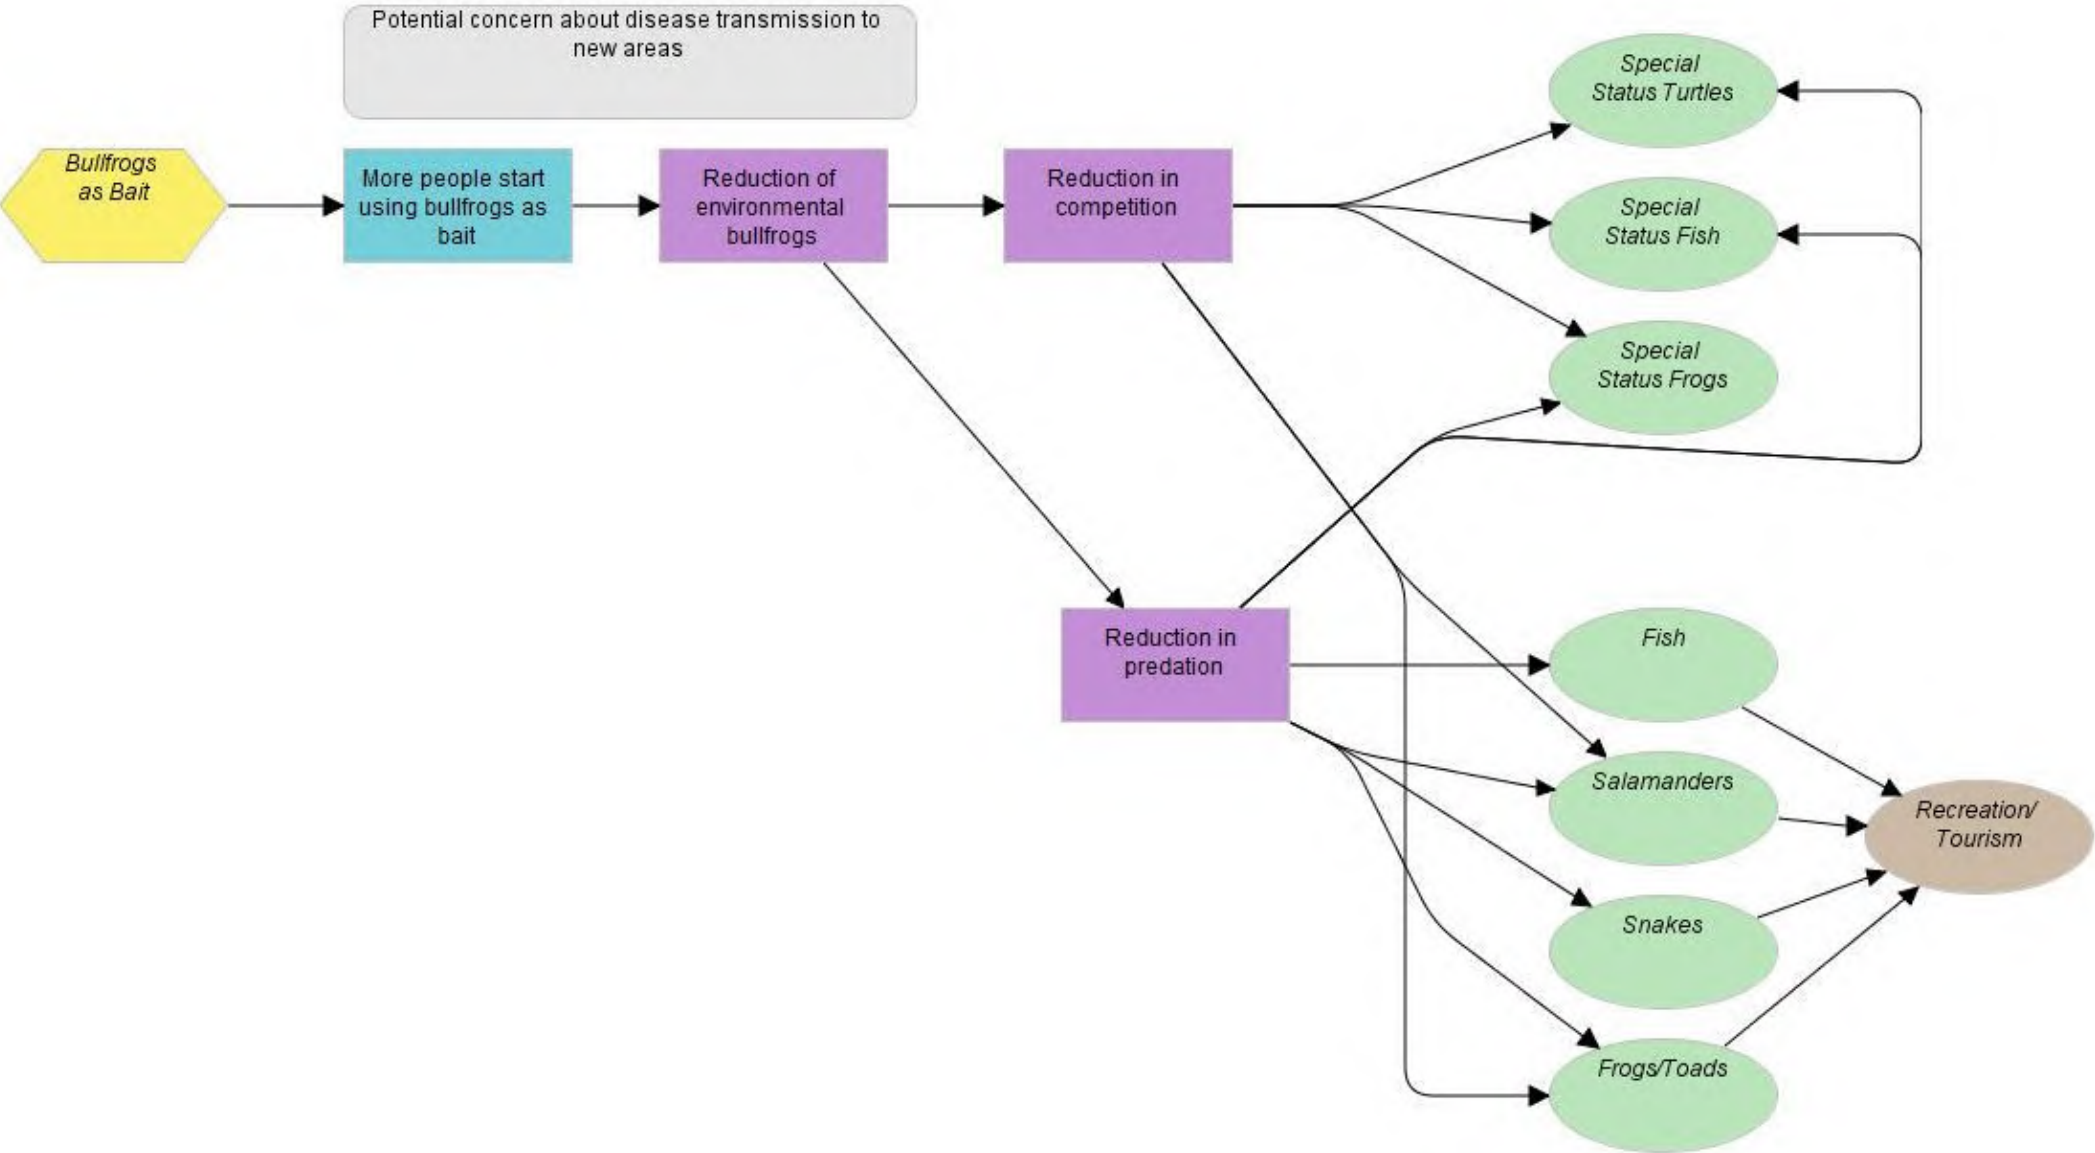 Potential concern about disease transmission to
new areas
Bullfrogs
as Bait
More people start
using bullfrogs as
bait
Reduction of
environmental
bullfrogs
Reduction in
competition
Special
Status Turtles
Special
Status Fish
Special
Status Frogs
Reduction in
predation
Fish
Salamanders
Snakes
Frogs/Toads
Recreation/
Tourism